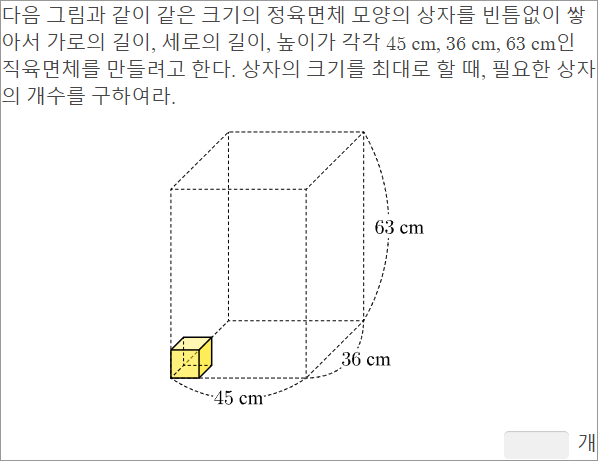 다음 그림과 같이 같은 크기의 정육면체 모양의 상자를 빈틈없이 쌓
아서 가로의 길이, 세로의 길이, 높이가 각각 45 cm, 36 cm, 63 cm인
직육면체를 만들려고 한다. 상자의 크기를 최대로 할 때, 필요한 상자
의 개수를 구하여라.
63 cm
36 cm
45 cm
개